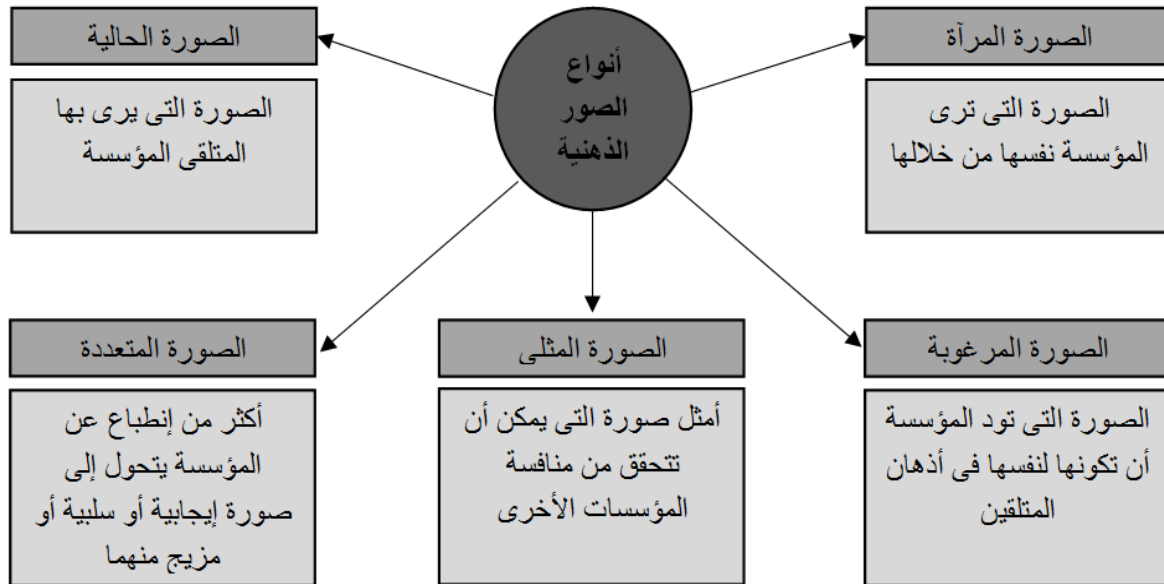 أنواع
الصور
الذهنية
الصورة المرآة
الصورة التى ترى
المؤسسة نفسها من خلالها
الصورة الحالية
الصورة التى يرى بها
المتلقى المؤسسة
الصورة المرغوبة
الصورة التى تود المؤسسة
أن تكونها لنفسها فى أذهان
المتلقين
الصورة المثلى
أمثل صورة التى يمكن أن
تتحقق من منافسة
المؤسسات الأخرى
الصورة المتعددة
أكثر من إنطباع عن
المؤسسة يتحول إلى
صورة إيجابية أو سلبية أو
مزيج منهما